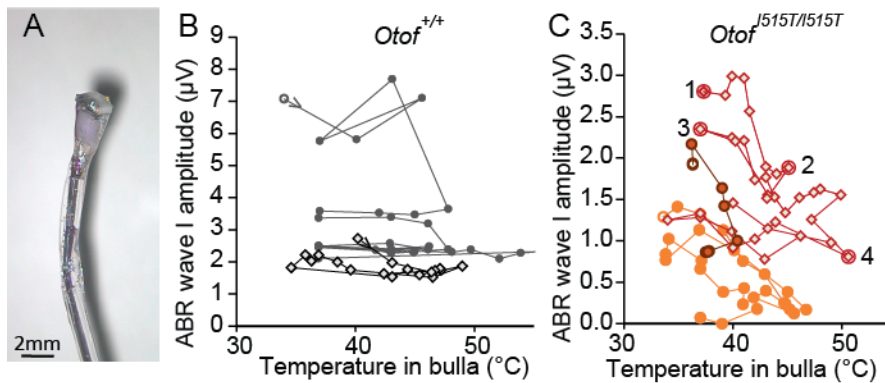 A
2mm
B
Otof+/+
ABR wave I amplitude (µV)
9
8
7
6
5
4
3
2
1
0
30
40
50
Temperature in bulla (°C)
C
OtofI515T/I515T
ABR wave I amplitude (µV)
3.5
3.0
2.5
2.0
1.5
1.0
0.5
0.0
1
3
2
4
30
40
50
Temperature in bulla (°C)